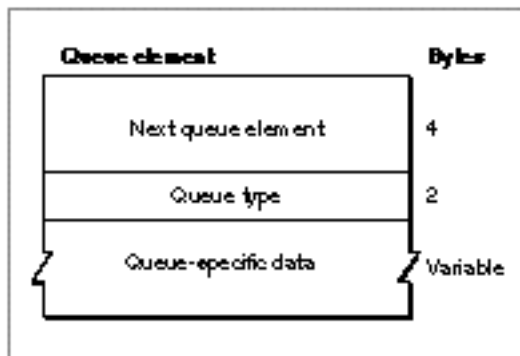 Queue element Bytes
Next queue element 4
Queue type 2
Queue-specific data Variable